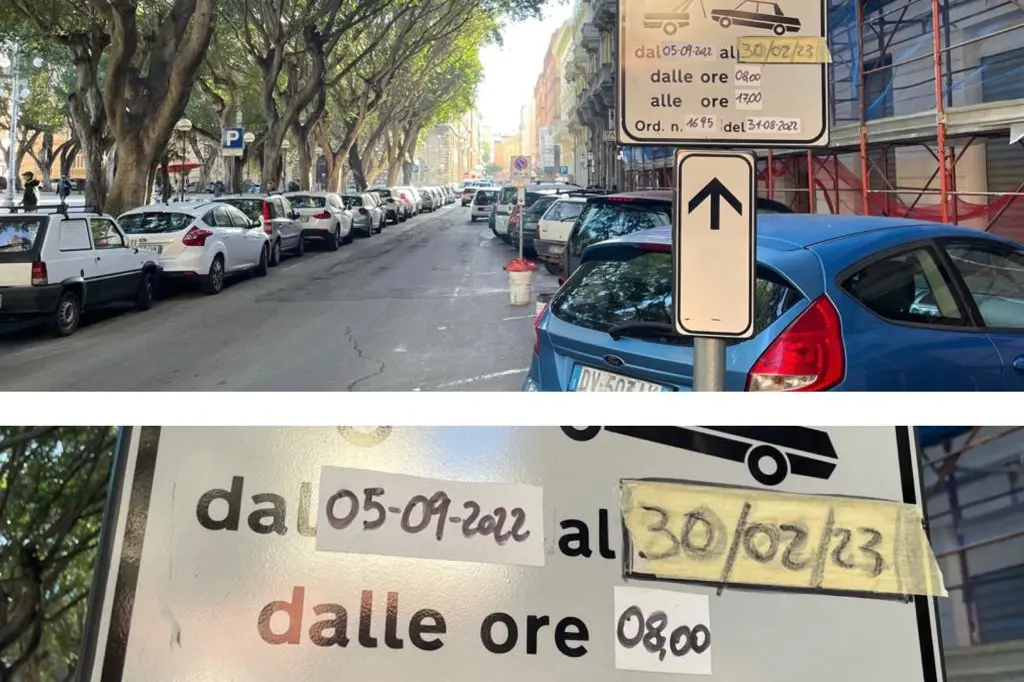 P
dal 05-09-2022 al 30/02/23
dalle ore 08,00
alle ore 17,00
Ord. n. 1695 del 31-08-2022
dal 05-09-2022 al 30/02/23
dalle ore 08,00